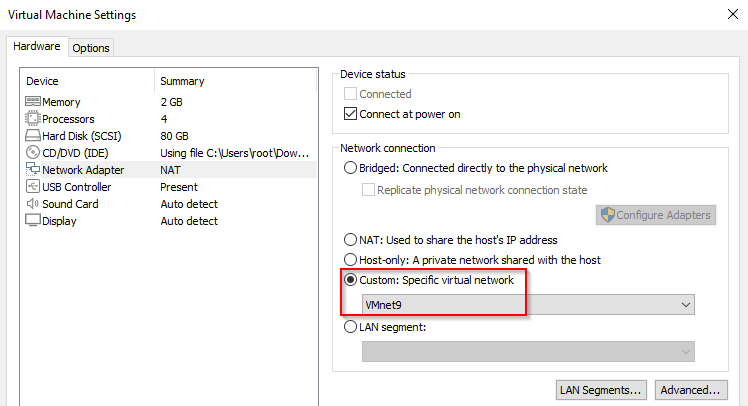 Virtual Machine Settings
Hardware
Options
Device
Summary
Memory
2 GB
Processors
4
Hard Disk (SCSI)
80 GB
CD/DVD (IDE)
Using file C:\Users\root\Dow...
Network Adapter
NAT
USB Controller
Present
Sound Card
Auto detect
Display
Auto detect
Device status
Connected
Connect at power on
Network connection
Bridged: Connected directly to the physical network
Replicate physical network connection state
Configure Adapters
NAT: Used to share the host's IP address
Host-only: A private network shared with the host
Custom: Specific virtual network
VMnet9
LAN segment:
LAN Segments...
Advanced...